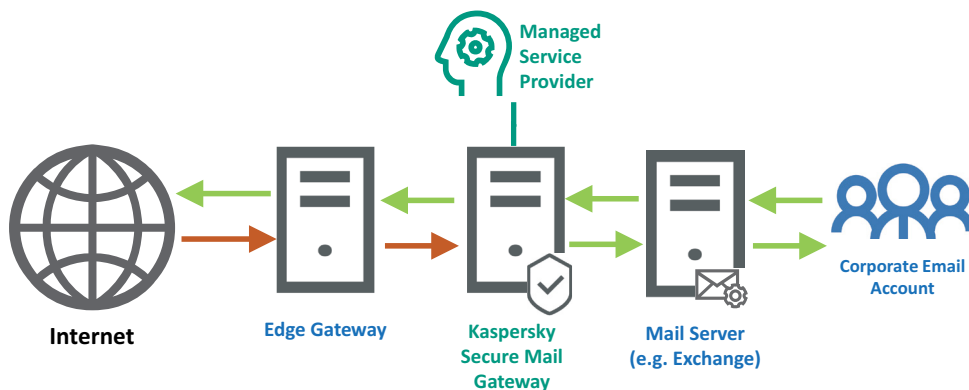 Managed
Service
Provider
Internet
Edge Gateway
Kaspersky
Secure Mail
Gateway
Mail Server
(e.g. Exchange)
Corporate Email
Account